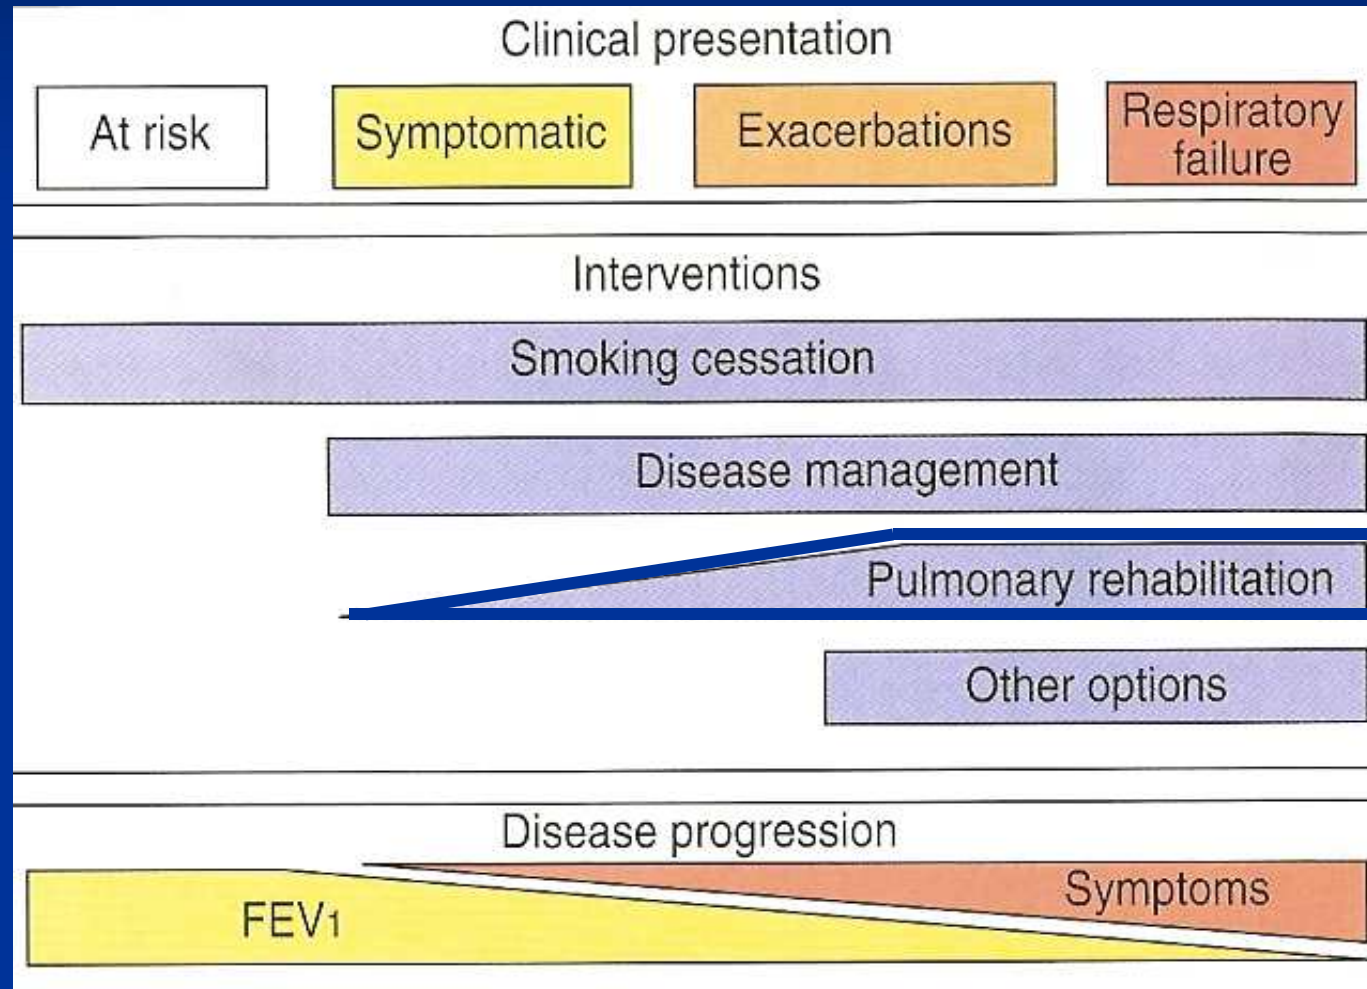 Clinical presentation
At risk
Symptomatic
Exacerbations
Respiratory
failure
Interventions
Smoking cessation
Disease management
Pulmonary rehabilitation
Other options
Disease progression
Symptoms
FEV1